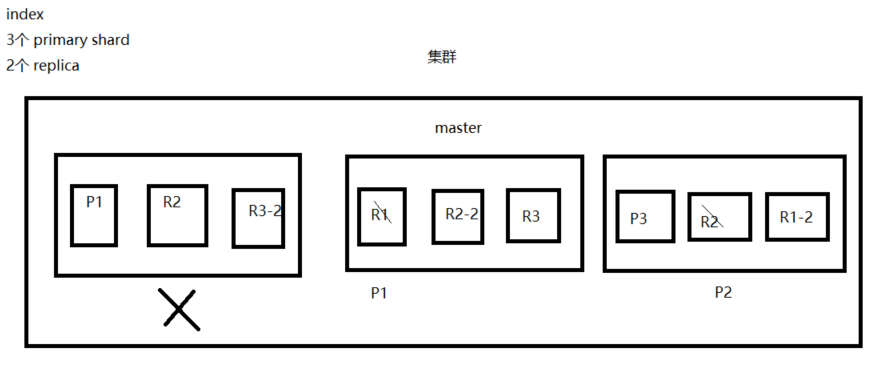 index
3个 primary shard
2个 replica
集群
master
P1
R2
R3-2
R1
R2-2
R3
P3
R2
R1-2
P1
P2